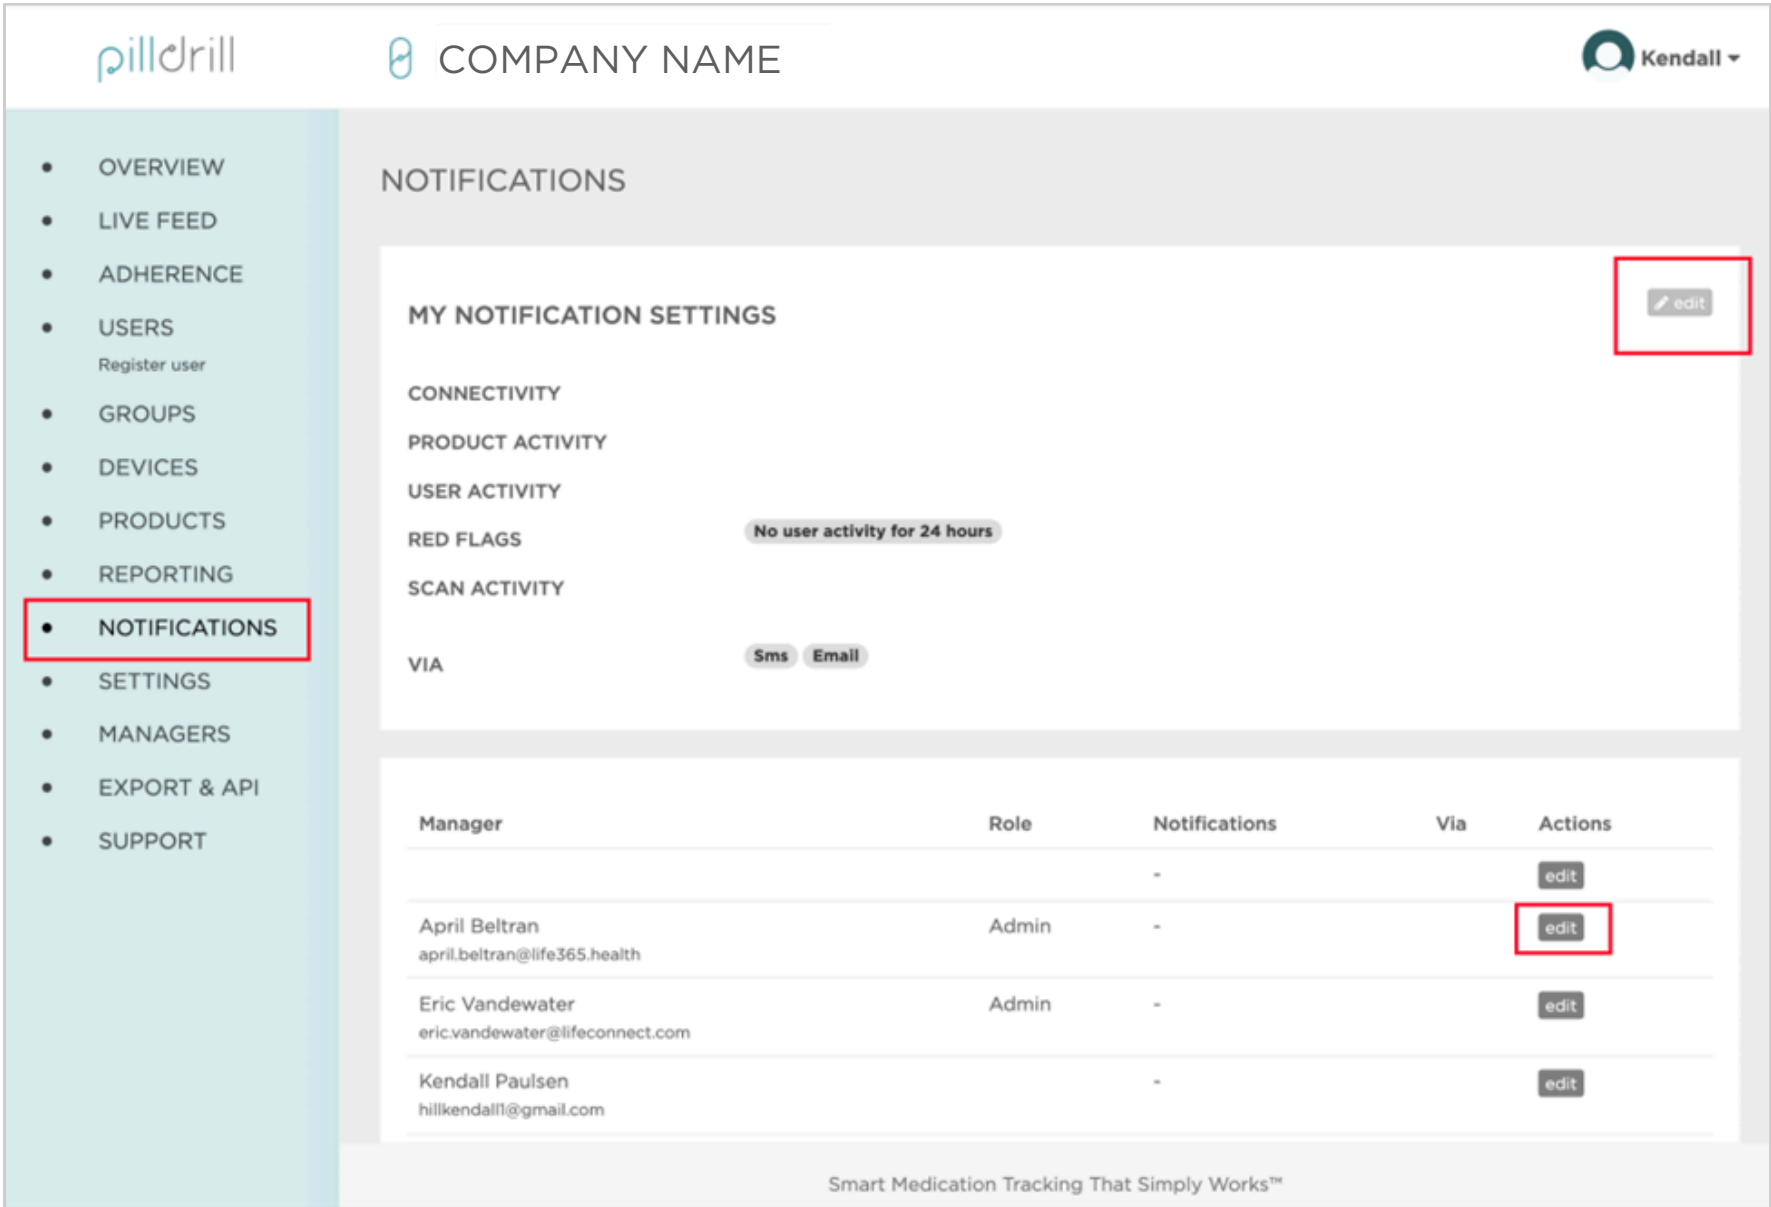 pilldrill
COMPANY NAME
Kendall
OVERVIEW
LIVE FEED
ADHERENCE
USERS
Register user
GROUPS
DEVICES
PRODUCTS
REPORTING
NOTIFICATIONS
SETTINGS
MANAGERS
EXPORT & API
SUPPORT
NOTIFICATIONS
MY NOTIFICATION SETTINGS
edit
CONNECTIVITY
PRODUCT ACTIVITY
USER ACTIVITY
RED FLAGS No user activity for 24 hours
SCAN ACTIVITY
VIA Sms Email
Manager Role Notifications Via Actions
- edit
April Beltran Admin - edit
april.beltran@life365.health
Eric Vandewater Admin - edit
eric.vandewater@lifeconnect.com
Kendall Paulsen - edit
hillkendall1@gmail.com
Smart Medication Tracking That Simply Works™